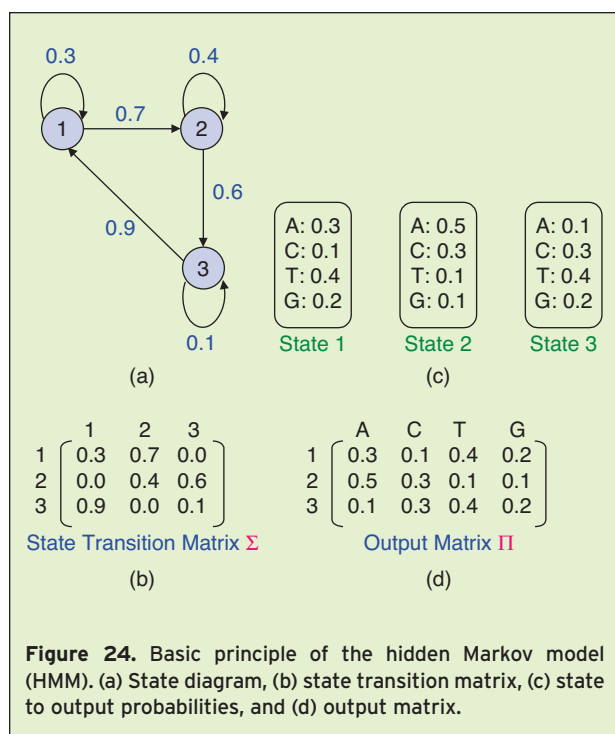 0.3
0.4
1
0.7
2
0.6
0.9
3
0.1
(a)
A: 0.3
C: 0.1
T: 0.4
G: 0.2
State 1
A: 0.5
C: 0.3
T: 0.1
G: 0.1
State 2
A: 0.1
C: 0.3
T: 0.4
G: 0.2
State 3
(c)
1 2 3
1 0.3 0.7 0.0
2 0.0 0.4 0.6
3 0.9 0.0 0.1
State Transition Matrix Σ
(b)
A C T G
1 0.3 0.1 0.4 0.2
2 0.5 0.3 0.1 0.1
3 0.1 0.3 0.4 0.2
Output Matrix Π
(d)
Figure 24. Basic principle of the hidden Markov model
(HMM). (a) State diagram, (b) state transition matrix, (c) state
to output probabilities, and (d) output matrix.